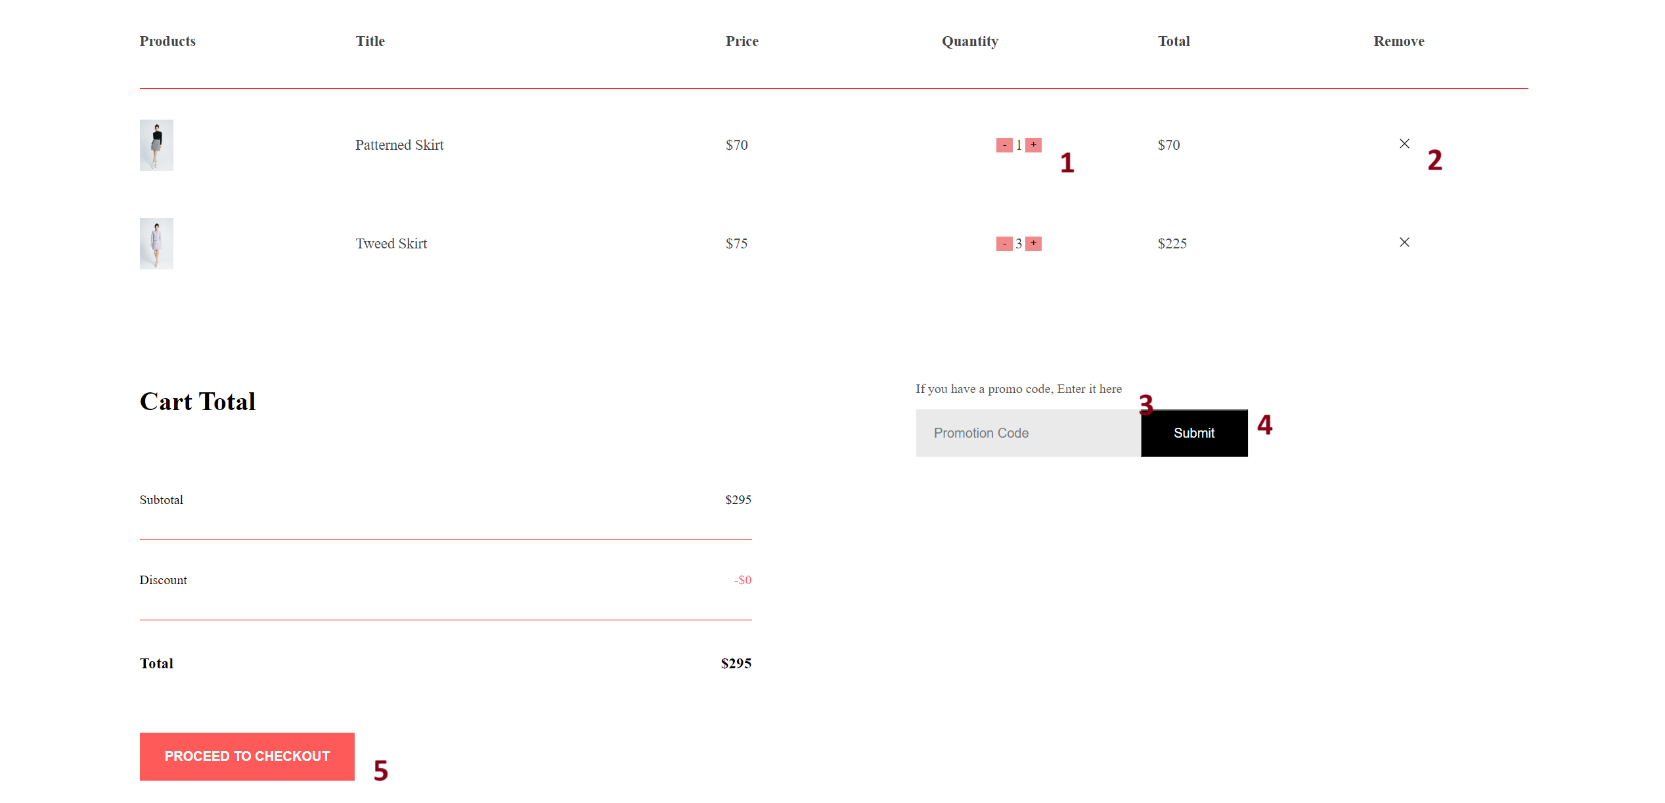 Products Title Price Quantity Total Remove
Patterned Skirt $70 - 1 + 1 $70 2
Tweed Skirt $75 - 3 + $225
Cart Total
If you have a promo code, Enter it here
3
Promotion Code Submit 4
Subtotal $295
Discount -$0
Total $295
PROCEED TO CHECKOUT 5